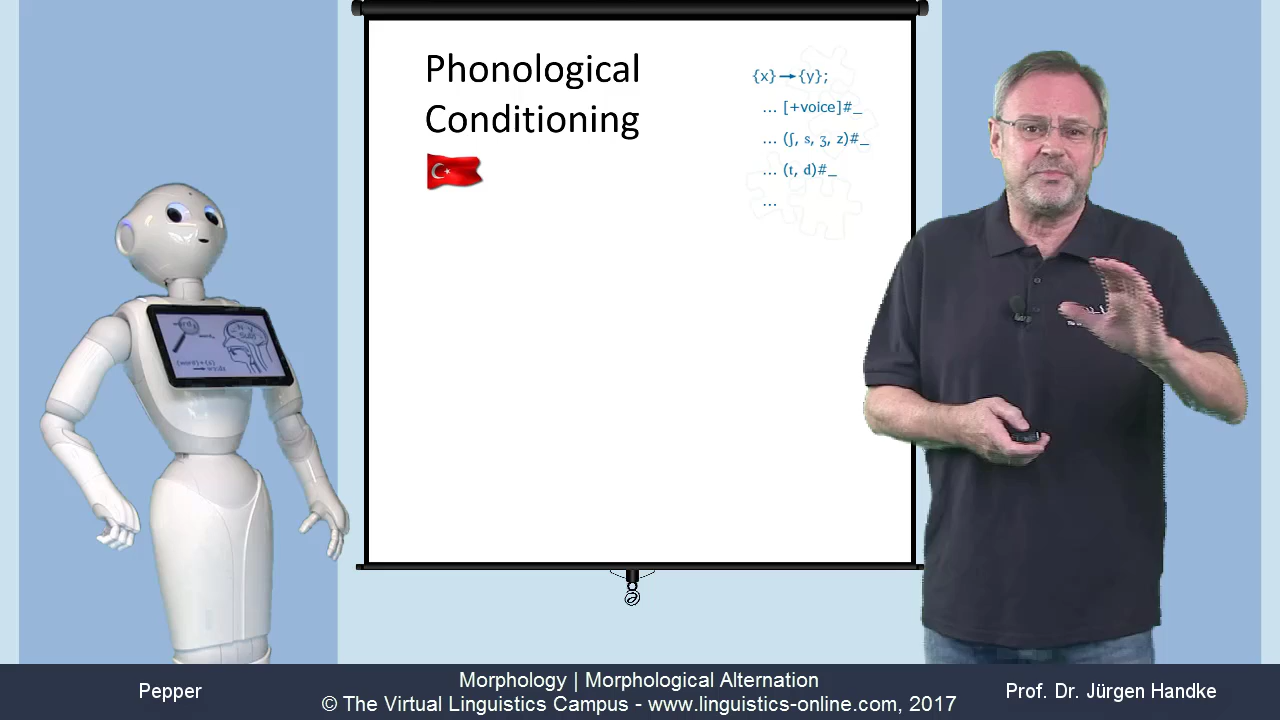 Phonological
Conditioning
{x}→{y};
... [+voice]#_
... (ʃ, s, ʒ, z)#_
... (t, d)#_
...
Pepper
Morphology | Morphological Alternation
© The Virtual Linguistics Campus - www.linguistics-online.com, 2017
Prof. Dr. Jürgen Handke